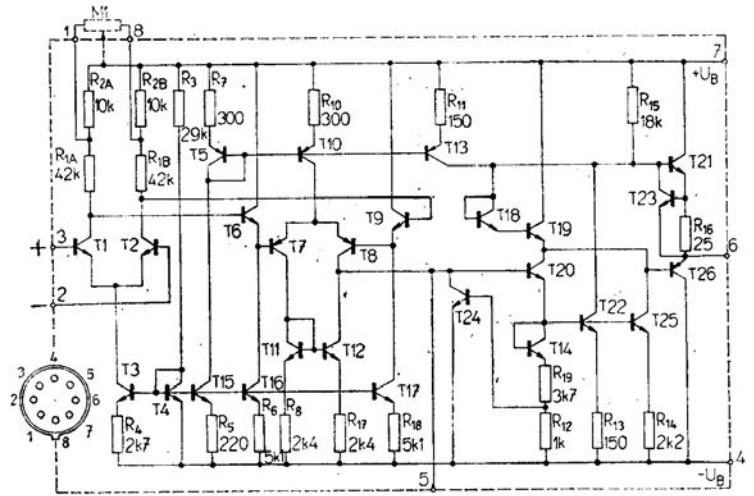 M1
1 8
7
+U_B
R2A 10k
R2B 10k
R3 29k
R7 300
R10 300
R11 150
R15 18k
R1A 42k
R1B 42k
T5
T10
T13
T21
T23
T6
T9
T18
T19
R16 25
6
+ 3
T1
T2
T7
T8
T20
T26
- 2
T24
T22
T25
T11
T12
T14
R19 3k7
T3
T4
T15
T16
T17
4
3 5
2 6
1 7
8
R4 2k7
R5 220
R6 5k1
R8 2k4
R17 2k4
R18 5k1
R12 1k
R13 150
R14 2k2
5
4
-U_B